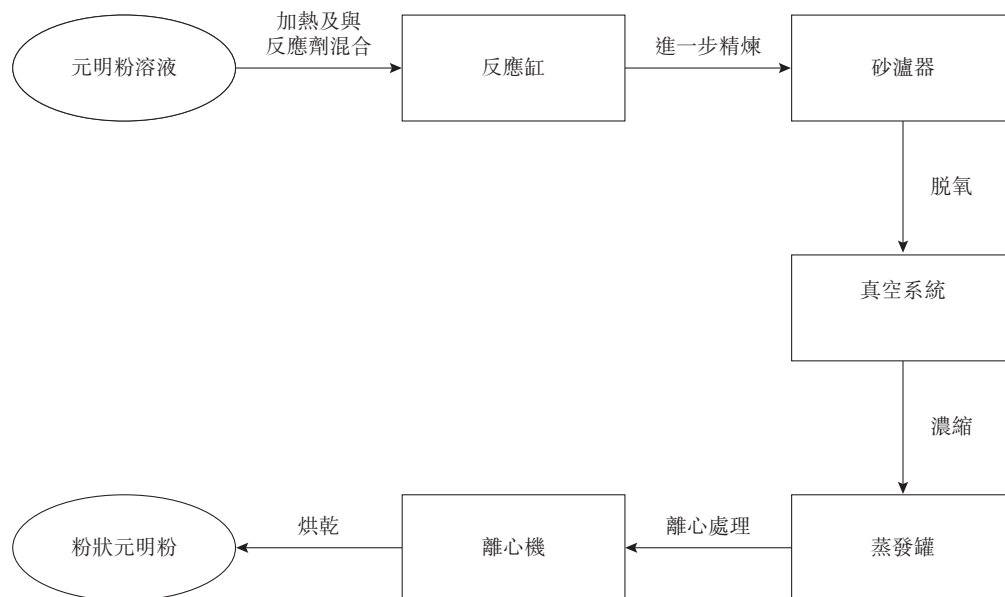 元明粉溶液
加熱及與
反應劑混合
反應缸
進一步精煉
砂瀘器
脱氧
真空系統
濃縮
蒸發罐
離心處理
離心機
烘乾
粉狀元明粉